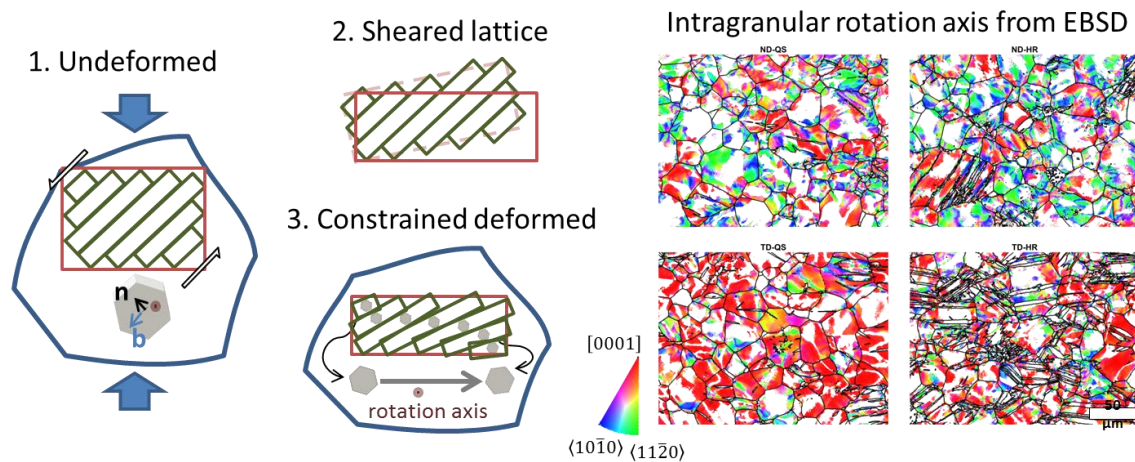 1. Undeformed
n
b
2. Sheared lattice
3. Constrained deformed
rotation axis
Intragranular rotation axis from EBSD
ND-QS
ND-HR
TD-QS
TD-HR
[0001]
⟨101̄0⟩
⟨112̄0⟩
50
µm